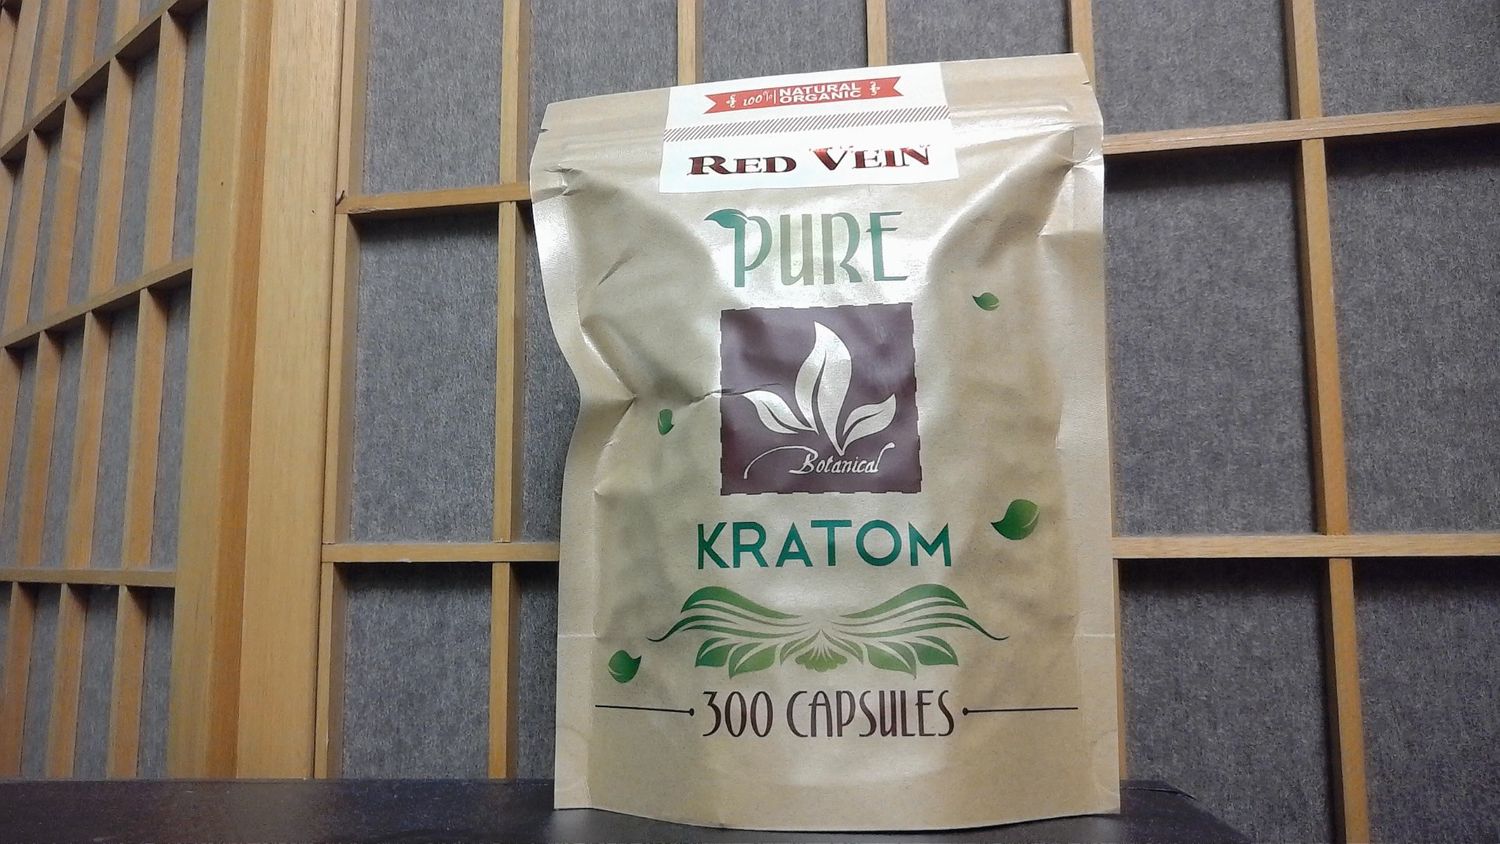 100% NATURAL
ORGANIC
RED VEIN
PURE
Botanical
KRATOM
300 CAPSULES